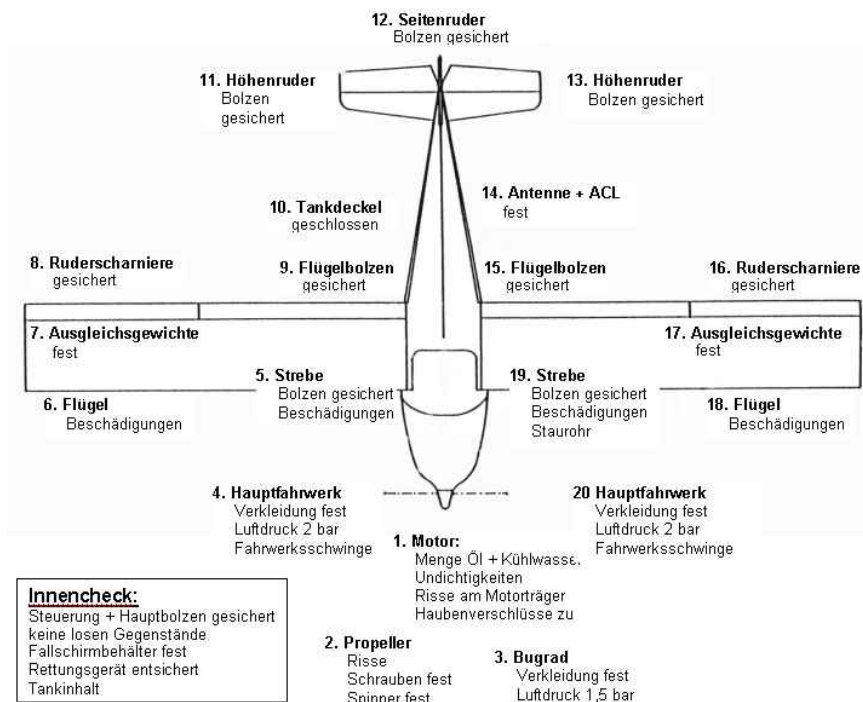 12. Seitenruder
Bolzen gesichert
11. Höhenruder
Bolzen
gesichert
13. Höhenruder
Bolzen gesichert
10. Tankdeckel
geschlossen
14. Antenne + ACL
fest
8. Ruderscharniere
gesichert
9. Flügelbolzen
gesichert
15. Flügelbolzen
gesichert
16. Ruderscharniere
gesichert
7. Ausgleichsgewichte
fest
17. Ausgleichsgewichte
fest
6. Flügel
Beschädigungen
5. Strebe
Bolzen gesichert
Beschädigungen
19. Strebe
Bolzen gesichert
Beschädigungen
Staurohr
18. Flügel
Beschädigungen
4. Hauptfahrwerk
Verkleidung fest
Luftdruck 2 bar
Fahrwerksschwinge
20 Hauptfahrwerk
Verkleidung fest
Luftdruck 2 bar
Fahrwerksschwinge
1. Motor:
Menge Öl + Kühlwasse.
Undichtigkeiten
Risse am Motorträger
Haubenverschlüsse zu
Innencheck:
Steuerung + Hauptbolzen gesichert
keine losen Gegenstände
Fallschirmbehälter fest
Rettungsgerät entsichert
Tankinhalt
2. Propeller
Risse
Schrauben fest
Spinner fest
3. Bugrad
Verkleidung fest
Luftdruck 1,5 bar